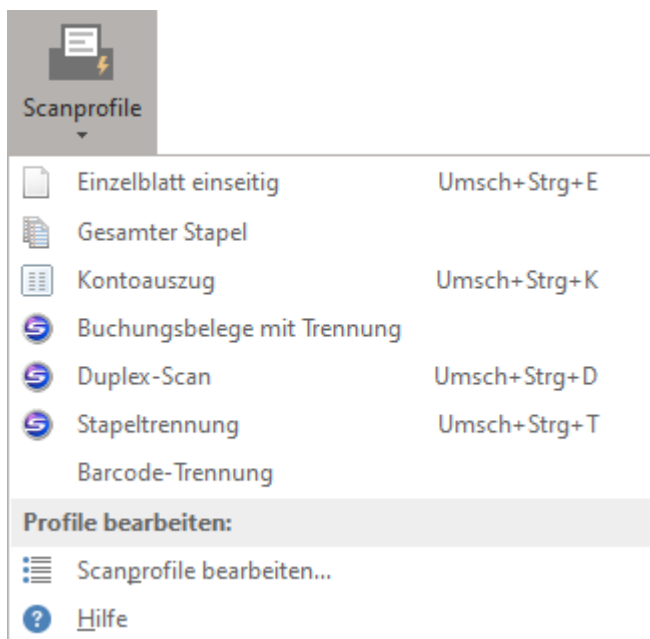 Scanprofile
Einzelblatt einseitig Umsch+Strg+E
Gesamter Stapel
Kontoauszug Umsch+Strg+K
Buchungsbelege mit Trennung
Duplex-Scan Umsch+Strg+D
Stapeltrennung Umsch+Strg+T
Barcode-Trennung
Profile bearbeiten:
Scanprofile bearbeiten...
Hilfe